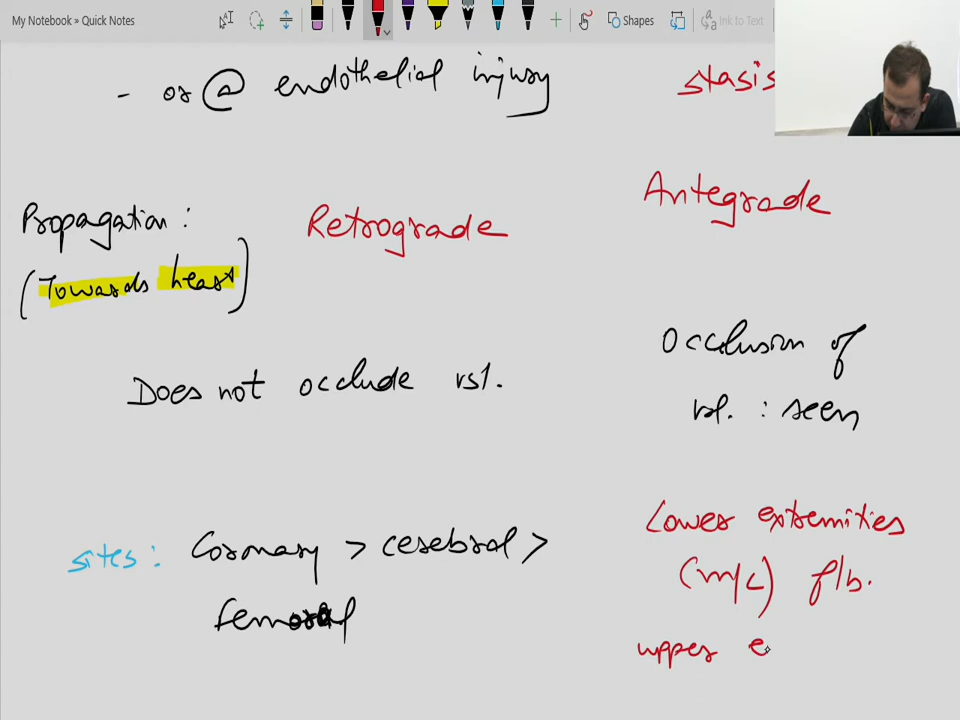 My Notebook » Quick Notes
Shapes
Ink to Text
- or @ endothelial injury
stasis
Propagation :
Retrograde
Antegrade
(Towards heart)
Does not occlude vsl.
Occlusion of
vsl. : seen
sites :
Coronary > cerebral >
femoral
Lower extremities
(m/c) f/b.
upper e